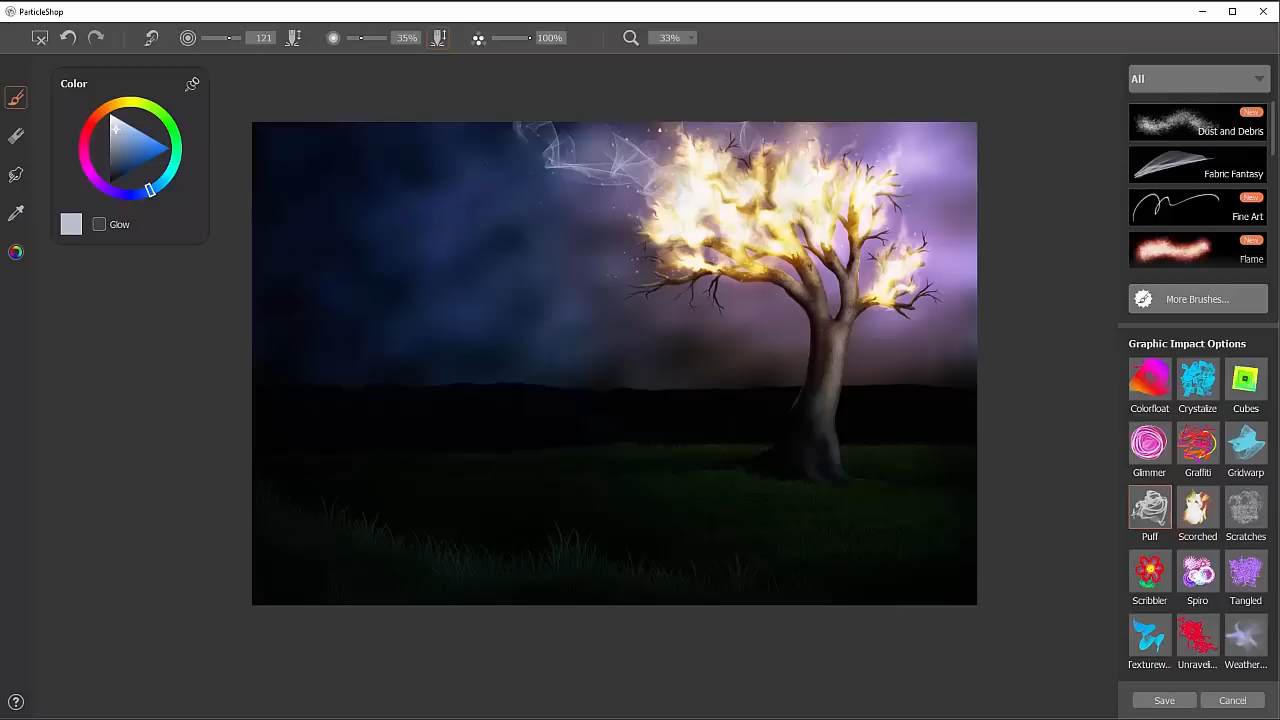 ParticleShop
121
35%
100%
33%
Color
Glow
All
New
Dust and Debris
Fabric Fantasy
New
Fine Art
New
Flame
More Brushes...
Graphic Impact Options
Colorfloat Crystalize Cubes
Glimmer Graffiti Gridwarp
Puff Scorched Scratches
Scribbler Spiro Tangled
Texturew... Unraveli... Weather...
Save Cancel